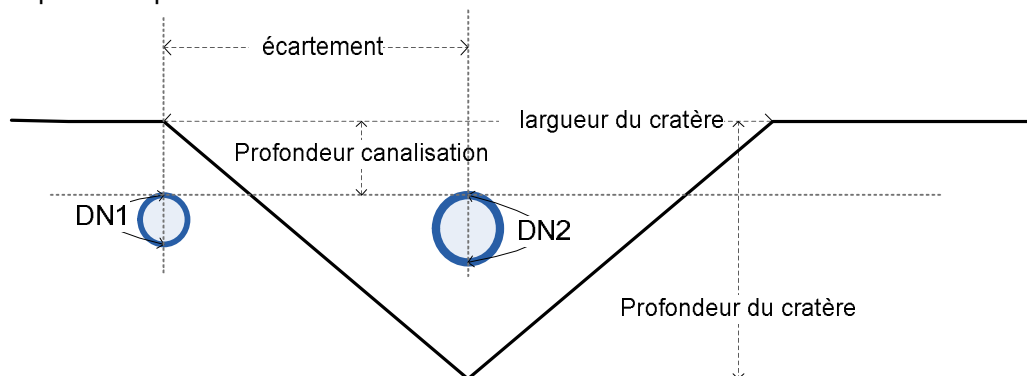 écartement
largueur du cratère
Profondeur canalisation
DN1
DN2
Profondeur du cratère